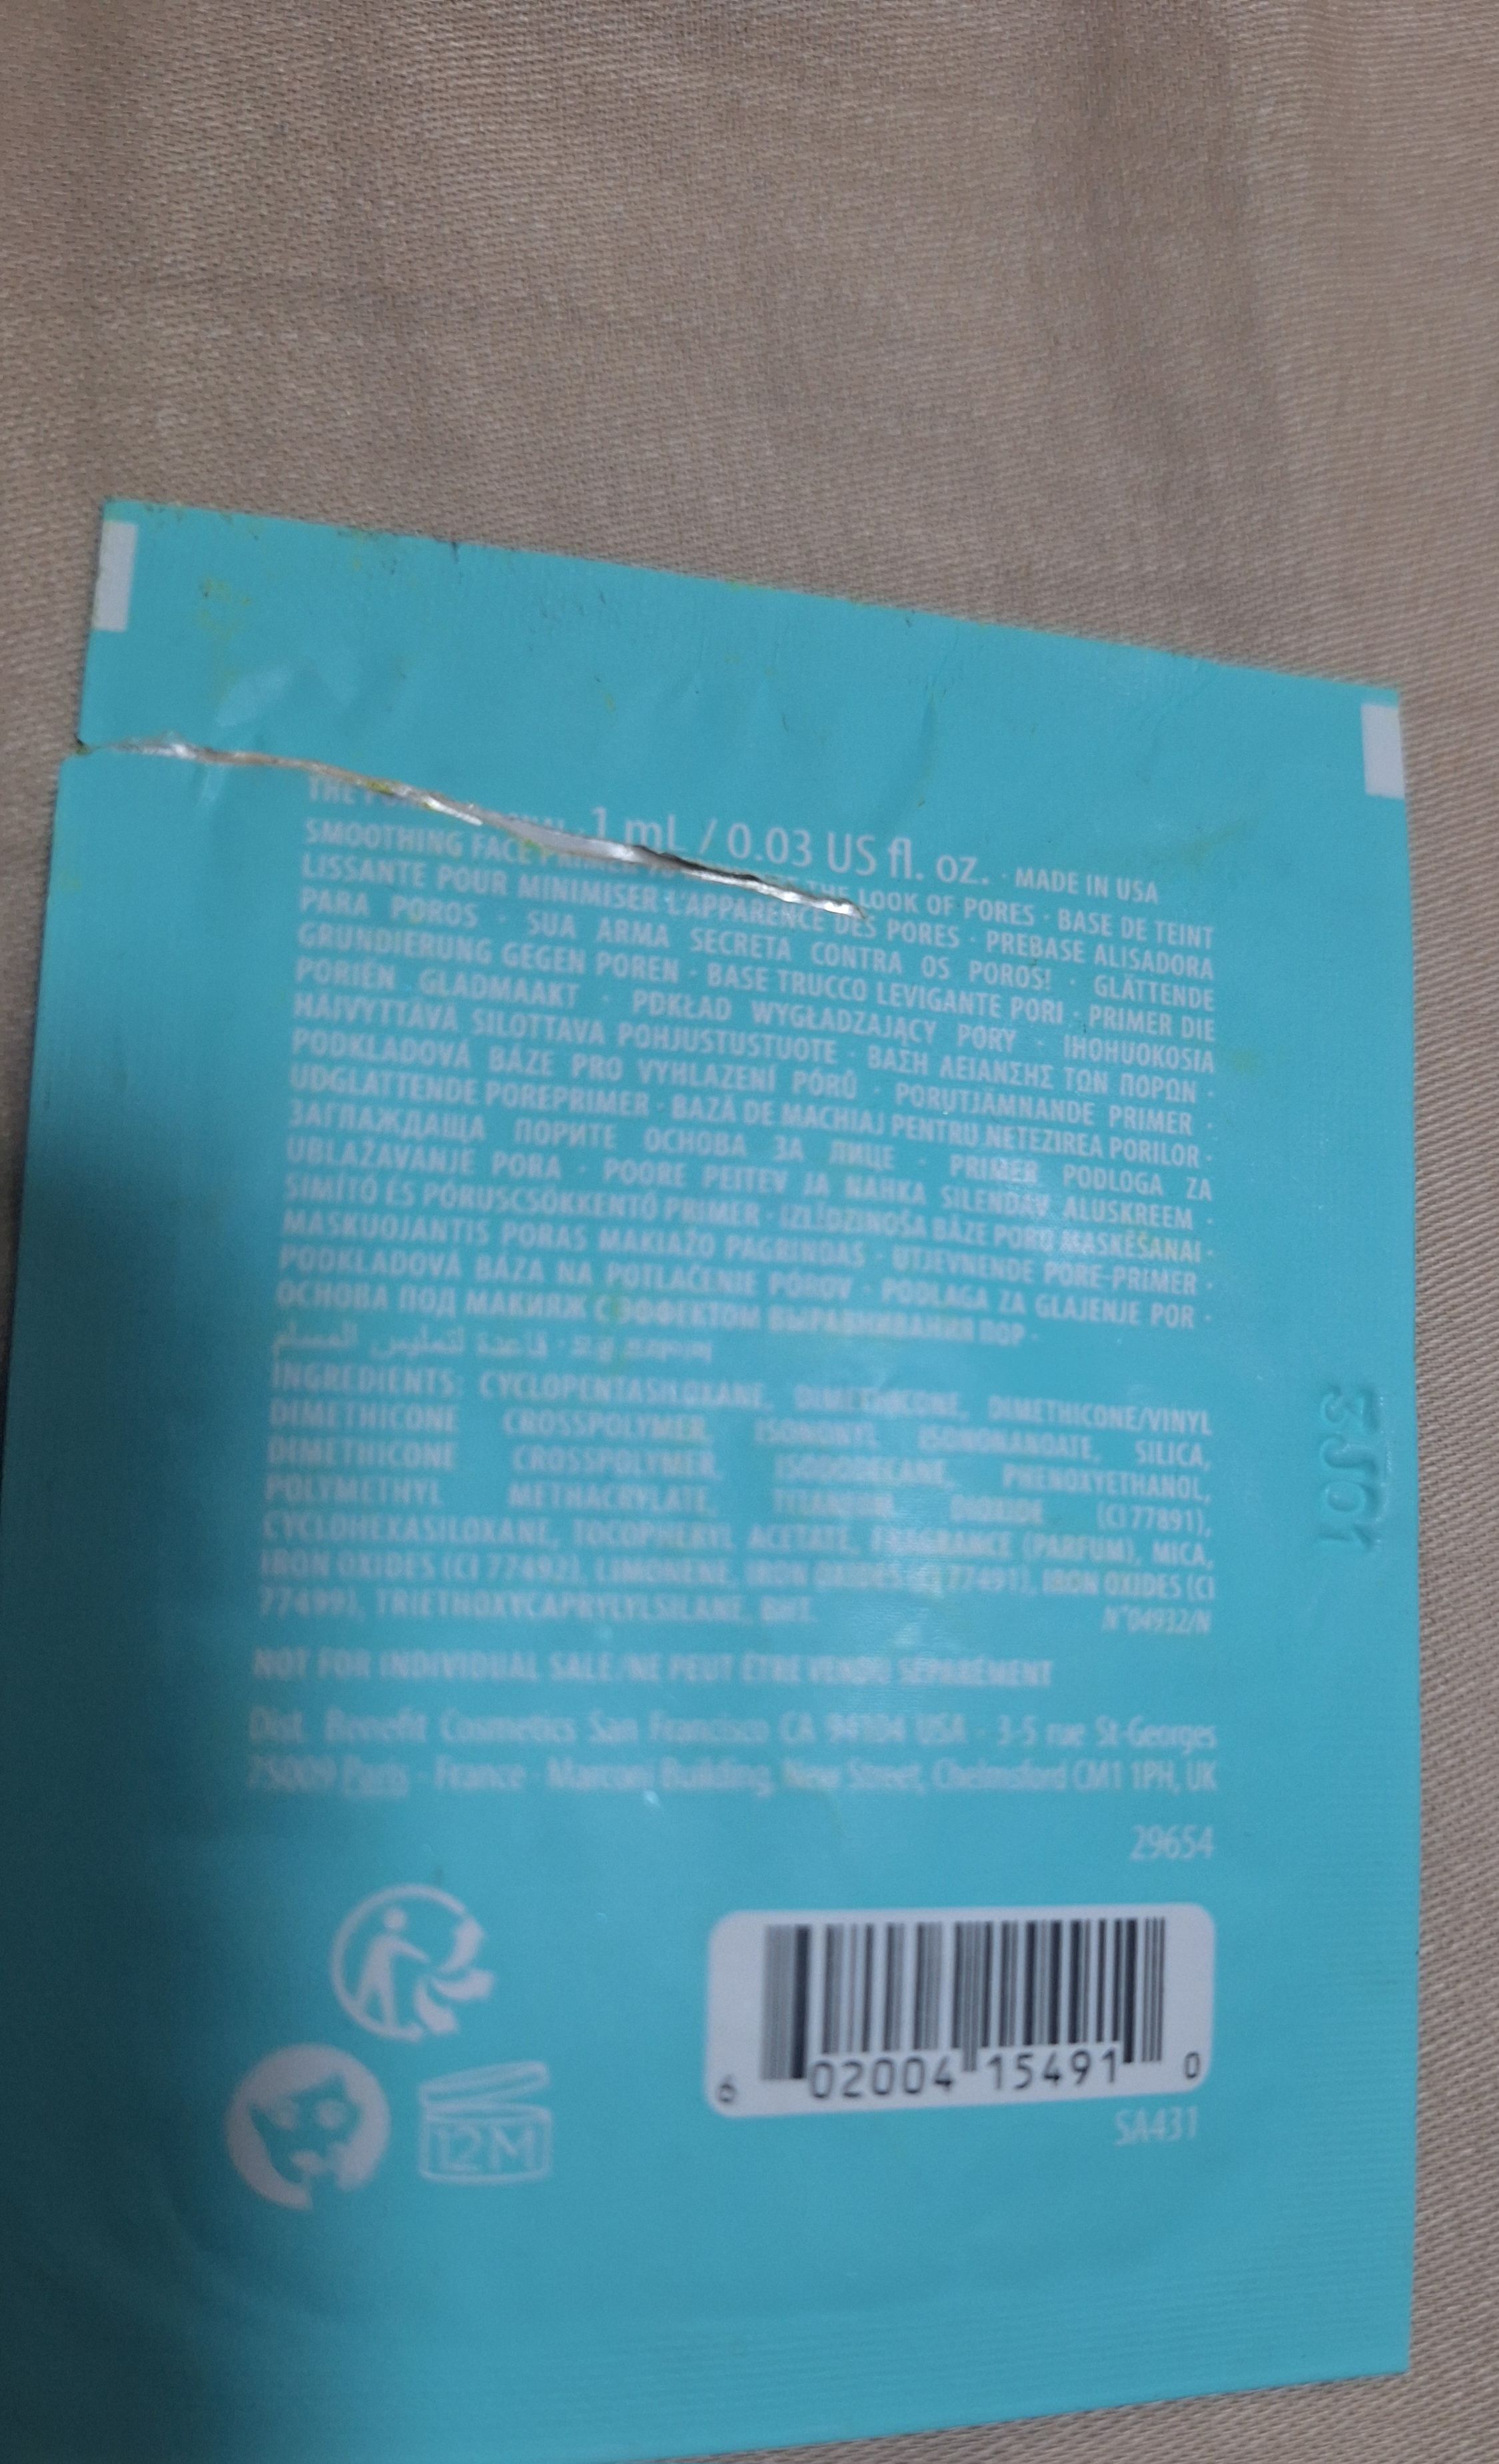 1 mL / 0.03 US fl. oz. · MADE IN USA
SMOOTHING FACE THE LOOK OF PORES · BASE DE TEINT
LISSANTE POUR MINIMISER L'APPARENCE DES PORES · PREBASE ALISADORA
PARA POROS · SUA ARMA SECRETA CONTRA OS POROS! · GLÄTTENDE
GRUNDIERUNG GEGEN POREN · BASE TRUCCO LEVIGANTE PORI · PRIMER DIE
PORIËN GLADMAAKT · PDKŁAD WYGŁADZAJĄCY PORY · IHOHUOKOSIA
HÄIVYTTÄVÄ SILOTTAVA POHJUSTUSTUOTE · ΒΑΣΗ ΛΕΙΑΝΣΗΣ ΤΩΝ ΠΟΡΩΝ ·
PODKLADOVÁ BÁZE PRO VYHLAZENÍ PÓRŮ · PORUTJÄMNANDE PRIMER ·
UDGLATTENDE POREPRIMER · BAZĂ DE MACHIAJ PENTRU NETEZIREA PORILOR ·
ЗАГЛАЖДАЩА ПОРИТЕ ОСНОВА ЗА ЛИЦЕ · PRIMER PODLOGA ZA
UBLAŽAVANJE PORA · POORE PEITEV JA NAHKA SILENDAV ALUSKREEM ·
SIMÍTÓ ÉS PÓRUSCSÖKKENTŐ PRIMER · IZLĪDZINOŠA BĀZE PORU MASKĒŠANAI ·
MASKUOJANTIS PORAS MAKIAŽO PAGRINDAS · UTJEVNENDE PORE-PRIMER ·
PODKLADOVÁ BÁZA NA POTLAČENIE PÓROV · PODLAGA ZA GLAJENJE POR ·
ОСНОВА ПОД МАКИЯЖ С ЭФФЕКТОМ ВЫРАВНИВАНИЯ ПОР ·
قاعدة لتمليس المسام
INGREDIENTS: CYCLOPENTASILOXANE, DIMETHICONE, DIMETHICONE/VINYL
DIMETHICONE CROSSPOLYMER, ISONONYL ISONONANOATE, SILICA,
DIMETHICONE CROSSPOLYMER, ISODODECANE, PHENOXYETHANOL,
POLYMETHYL METHACRYLATE, TITANIUM DIOXIDE (CI 77891),
CYCLOHEXASILOXANE, TOCOPHERYL ACETATE, FRAGRANCE (PARFUM), MICA,
IRON OXIDES (CI 77492), LIMONENE, IRON OXIDES (CI 77491), IRON OXIDES (CI
77499), TRIETHOXYCAPRYLYLSILANE, BHT. N°04932/N
NOT FOR INDIVIDUAL SALE/NE PEUT ÊTRE VENDU SÉPARÉMENT
Dist. Benefit Cosmetics San Francisco CA 94104 USA · 3-5 rue St-Georges
75009 Paris · France · Marconi Building, New Street, Chelmsford CM1 1PH, UK
29654
6 02004 15491 0
SA431
12M
3J01